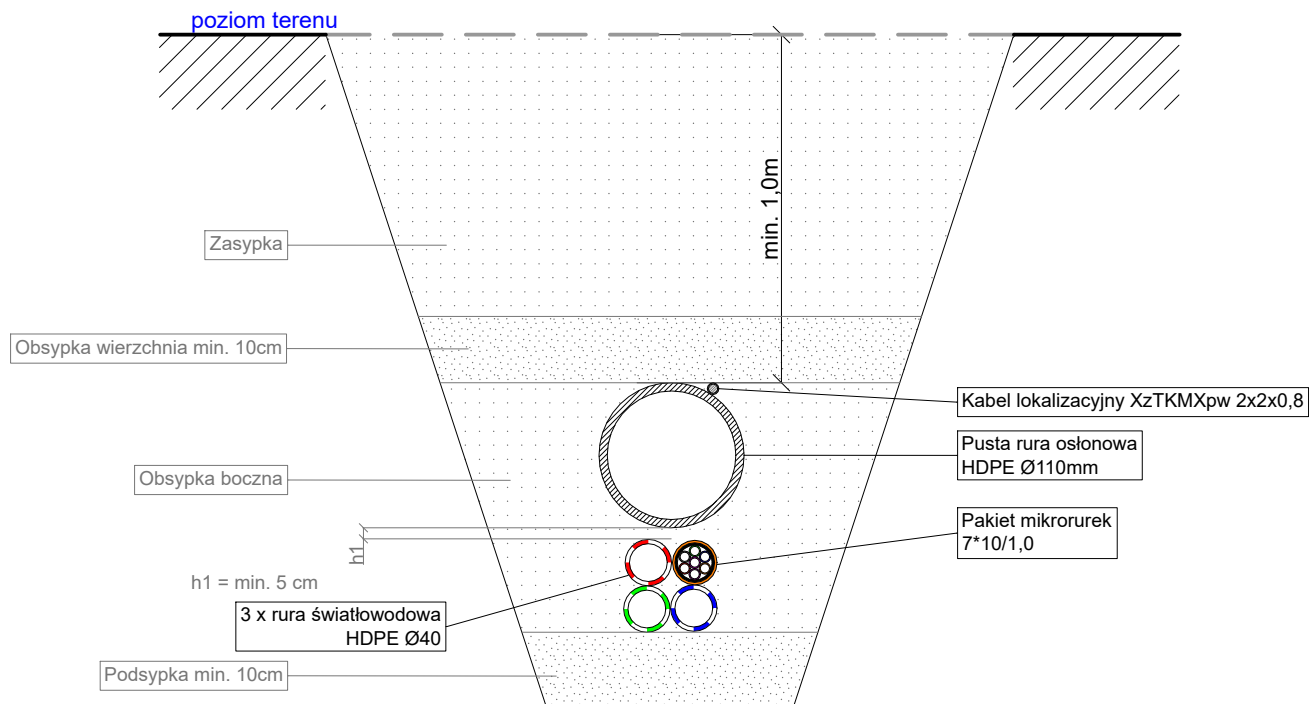 poziom terenu
min. 1,0m
Zasypka
Obsypka wierzchnia min. 10cm
Kabel lokalizacyjny XzTKMXpw 2x2x0,8
Pusta rura osłonowa
HDPE Ø110mm
Obsypka boczna
Pakiet mikrorurek
7*10/1,0
h1
h1 = min. 5 cm
3 x rura światłowodowa
HDPE Ø40
Podsypka min. 10cm